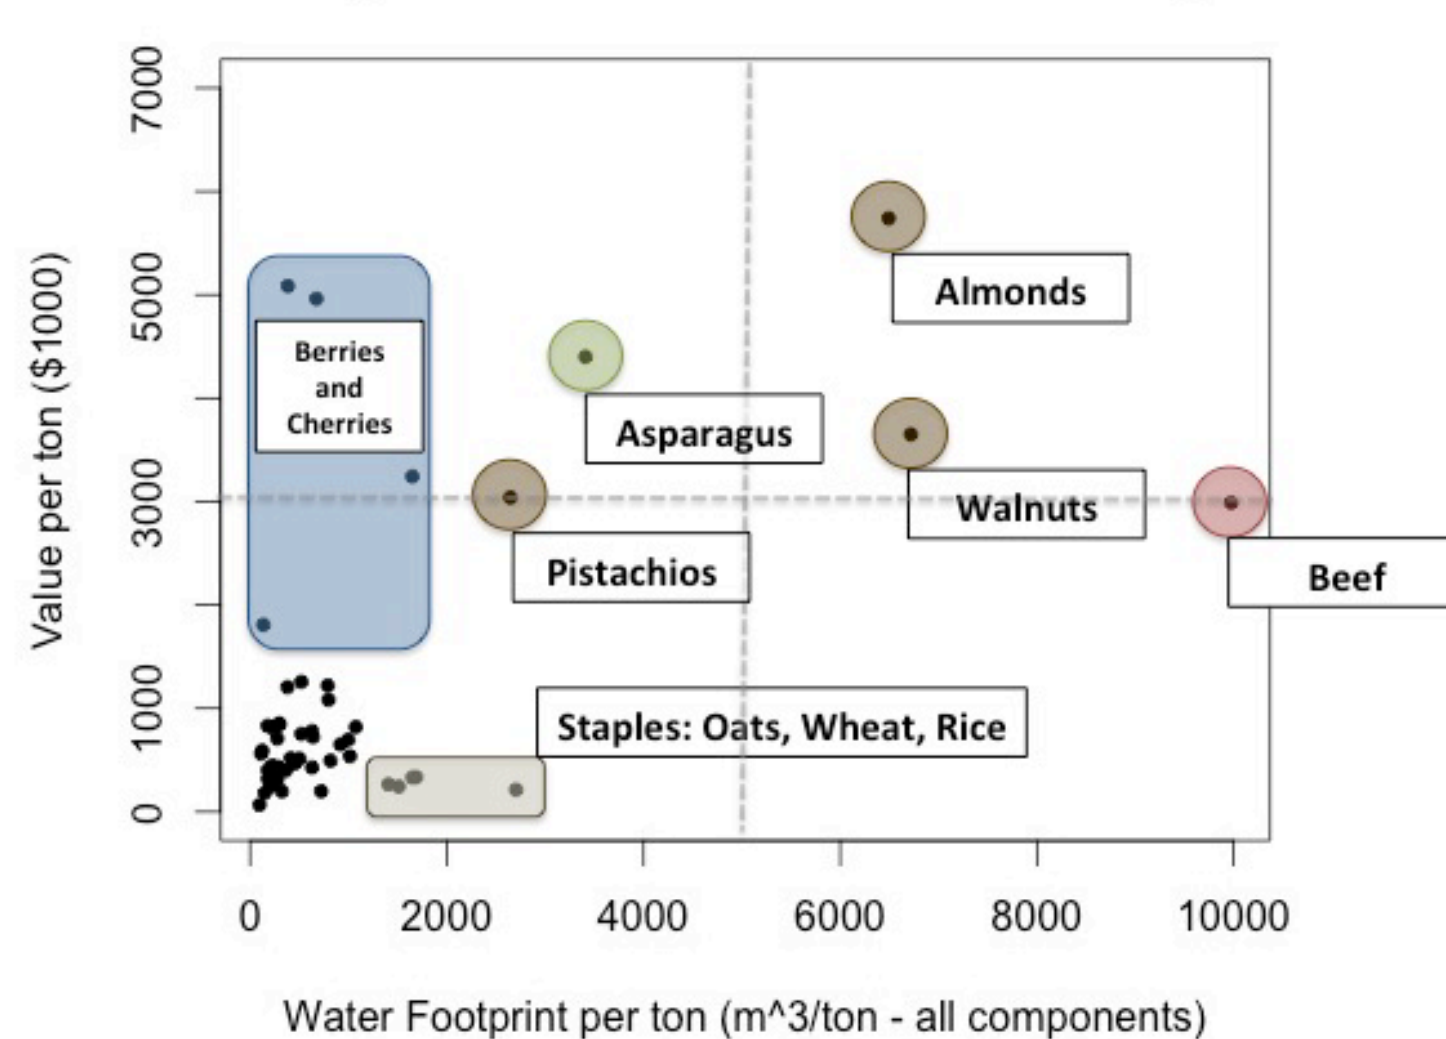 7000
5000
3000
1000
0
Value per ton ($1000)
Berries
and
Cherries
Almonds
Asparagus
Walnuts
Pistachios
Beef
Staples: Oats, Wheat, Rice
0 2000 4000 6000 8000 10000
Water Footprint per ton (m^3/ton - all components)